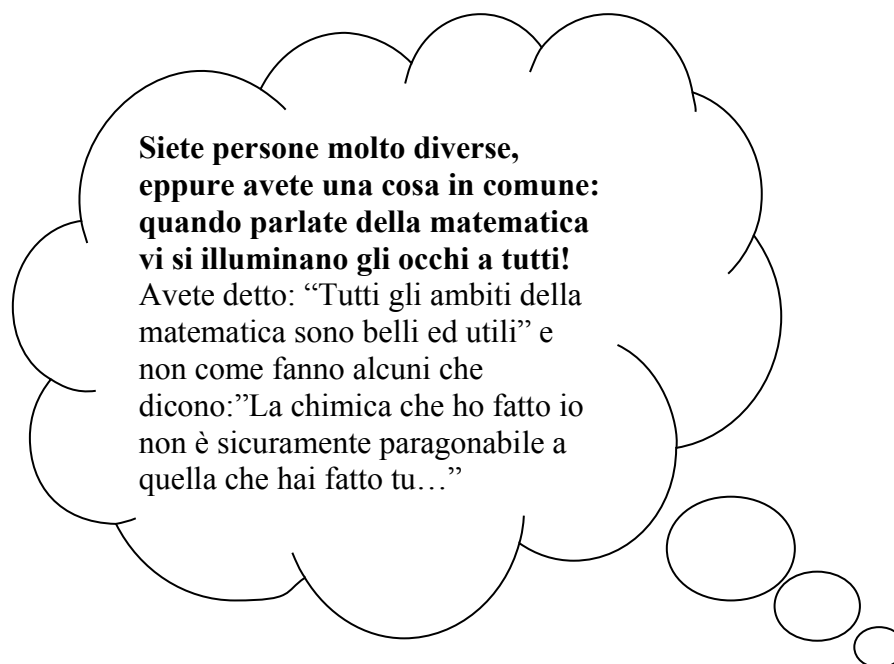 Siete persone molto diverse,
eppure avete una cosa in comune:
quando parlate della matematica
vi si illuminano gli occhi a tutti!
Avete detto: “Tutti gli ambiti della
matematica sono belli ed utili” e
non come fanno alcuni che
dicono:”La chimica che ho fatto io
non è sicuramente paragonabile a
quella che hai fatto tu…”